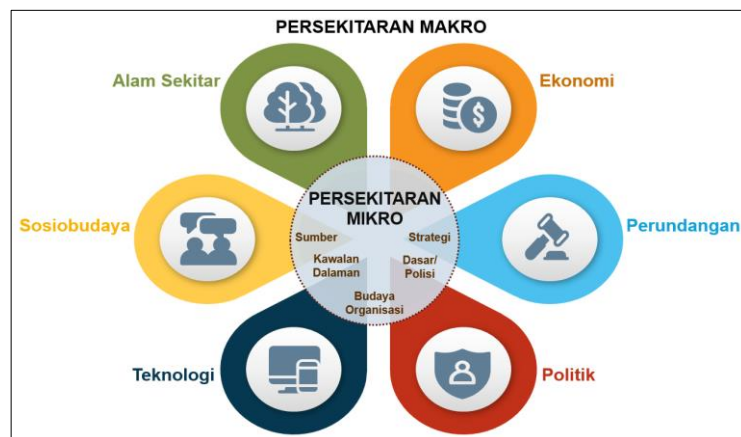 PERSEKITARAN MAKRO
Alam Sekitar
Ekonomi
$
PERSEKITARAN
MIKRO
Sosiobudaya
Perundangan
Sumber
Strategi
Kawalan
Dalaman
Dasar/
Polisi
Budaya
Organisasi
Teknologi
Politik